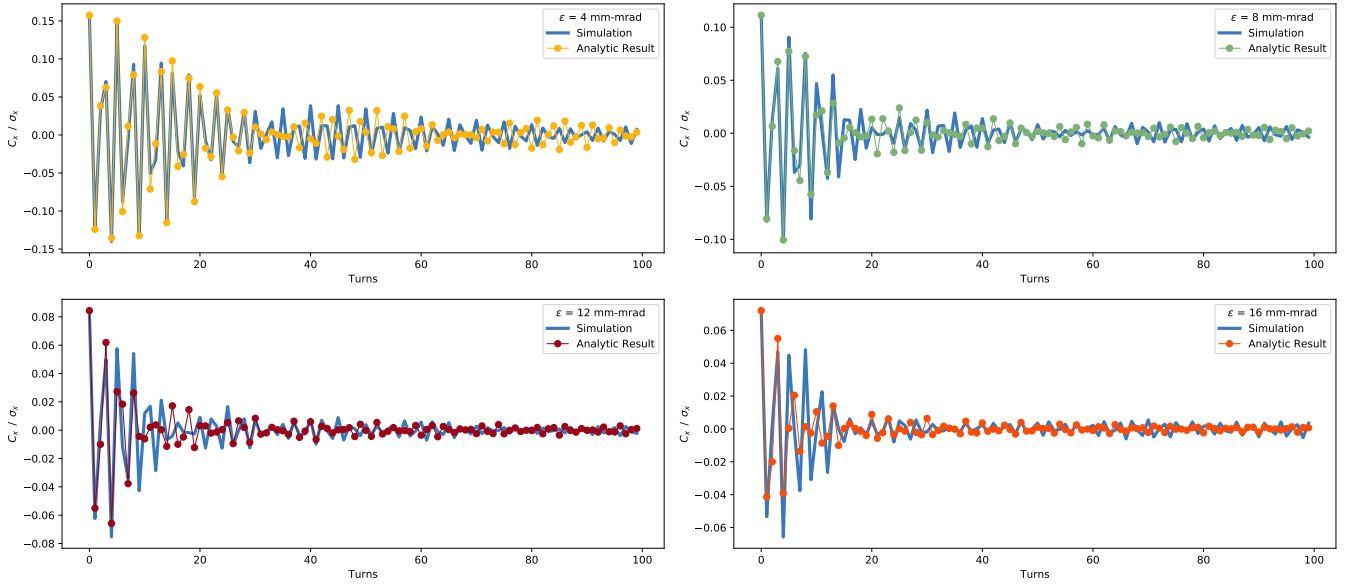 0.15
0.10
0.05
0.00
−0.05
−0.10
−0.15
C_x / σ_x
0 20 40 60 80 100
Turns
ε = 4 mm-mrad
Simulation
Analytic Result
0.10
0.05
0.00
−0.05
−0.10
C_x / σ_x
0 20 40 60 80 100
Turns
ε = 8 mm-mrad
Simulation
Analytic Result
0.08
0.06
0.04
0.02
0.00
−0.02
−0.04
−0.06
−0.08
C_x / σ_x
0 20 40 60 80 100
Turns
ε = 12 mm-mrad
Simulation
Analytic Result
0.06
0.04
0.02
0.00
−0.02
−0.04
−0.06
C_x / σ_x
0 20 40 60 80 100
Turns
ε = 16 mm-mrad
Simulation
Analytic Result